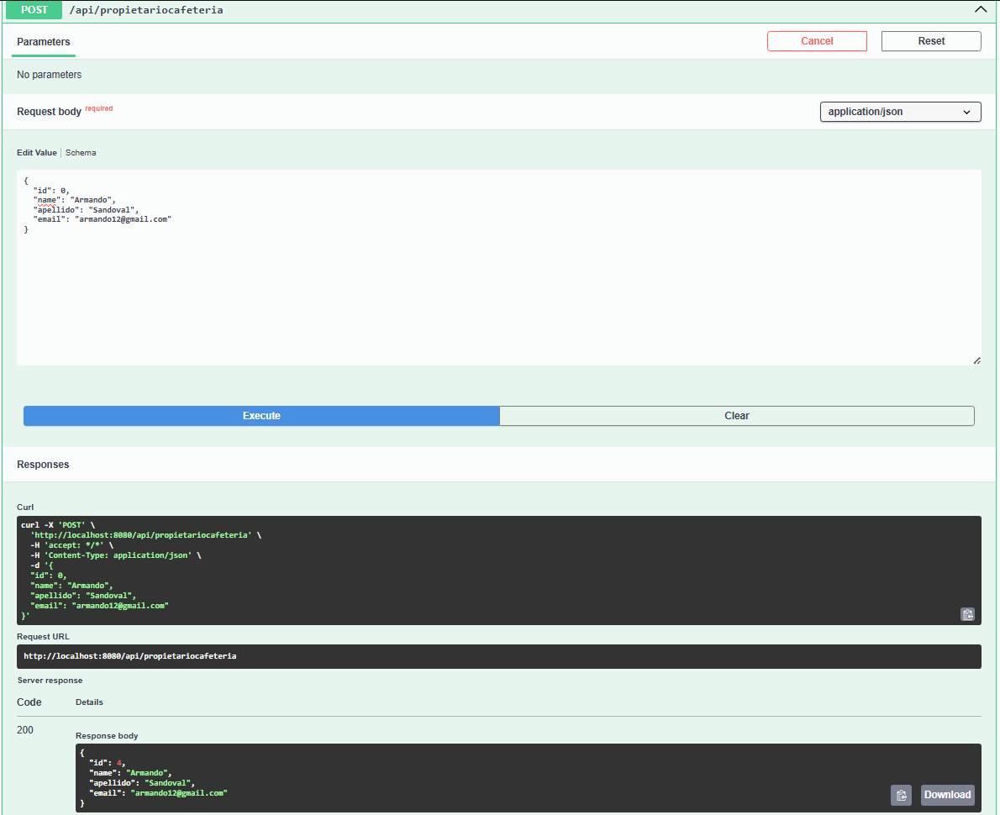 POST /api/propietariocafeteria
Parameters
Cancel
Reset
No parameters
Request body required
application/json
Edit Value Schema
{
  "id": 0,
  "name": "Armando",
  "apellido": "Sandoval",
  "email": "armando12@gmail.com"
}
Execute
Clear
Responses
Curl
curl -X 'POST' \
  'http://localhost:8080/api/propietariocafeteria' \
  -H 'accept: */*' \
  -H 'Content-Type: application/json' \
  -d '{
  "id": 0,
  "name": "Armando",
  "apellido": "Sandoval",
  "email": "armando12@gmail.com"
}'
Request URL
http://localhost:8080/api/propietariocafeteria
Server response
Code Details
200
Response body
{
  "id": 4,
  "name": "Armando",
  "apellido": "Sandoval",
  "email": "armando12@gmail.com"
}
Download